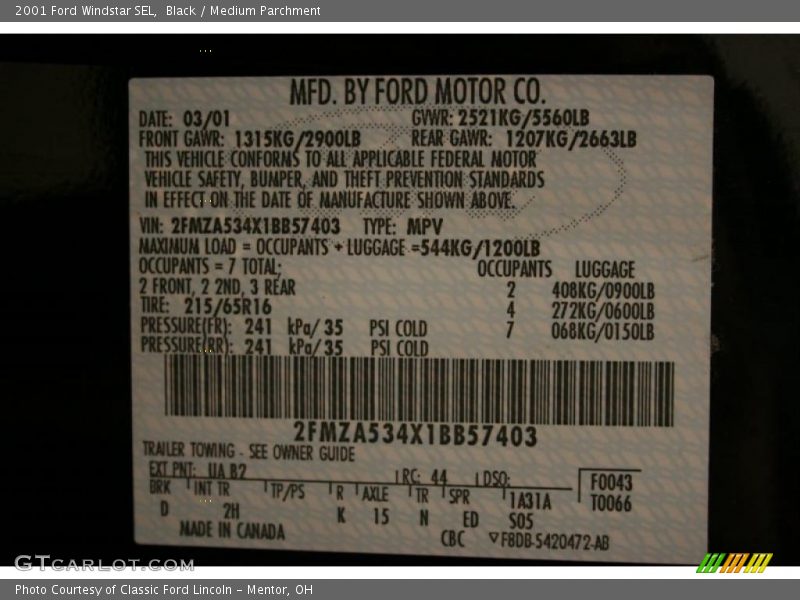 2001 Ford Windstar SEL,  Black / Medium Parchment
MFD. BY FORD MOTOR CO.
DATE: 03/01 GVWR: 2521KG/5560LB
FRONT GAWR: 1315KG/2900LB REAR GAWR: 1207KG/2663LB
THIS VEHICLE CONFORMS TO ALL APPLICABLE FEDERAL MOTOR
VEHICLE SAFETY, BUMPER, AND THEFT PREVENTION STANDARDS
IN EFFECT ON THE DATE OF MANUFACTURE SHOWN ABOVE.
VIN: 2FMZA534X1BB57403 TYPE: MPV
MAXIMUM LOAD = OCCUPANTS + LUGGAGE =544KG/1200LB
OCCUPANTS = 7 TOTAL; OCCUPANTS LUGGAGE
2 FRONT, 2 2ND, 3 REAR 2 408KG/0900LB
TIRE: 215/65R16 4 272KG/0600LB
PRESSURE(FR): 241 kPa/ 35 PSI COLD 7 068KG/0150LB
PRESSURE(RR): 241 kPa/ 35 PSI COLD
2FMZA534X1BB57403
TRAILER TOWING - SEE OWNER GUIDE
EXT PNT: UA B2 RC: 44 DSO: F0043
BRK INT TR TP/PS R AXLE TR SPR 1A31A T0066
D 2H K 15 N ED S05
MADE IN CANADA CBC ▽F8DB-5420472-AB
GTCARLOT.COM
Photo Courtesy of Classic Ford Lincoln – Mentor, OH